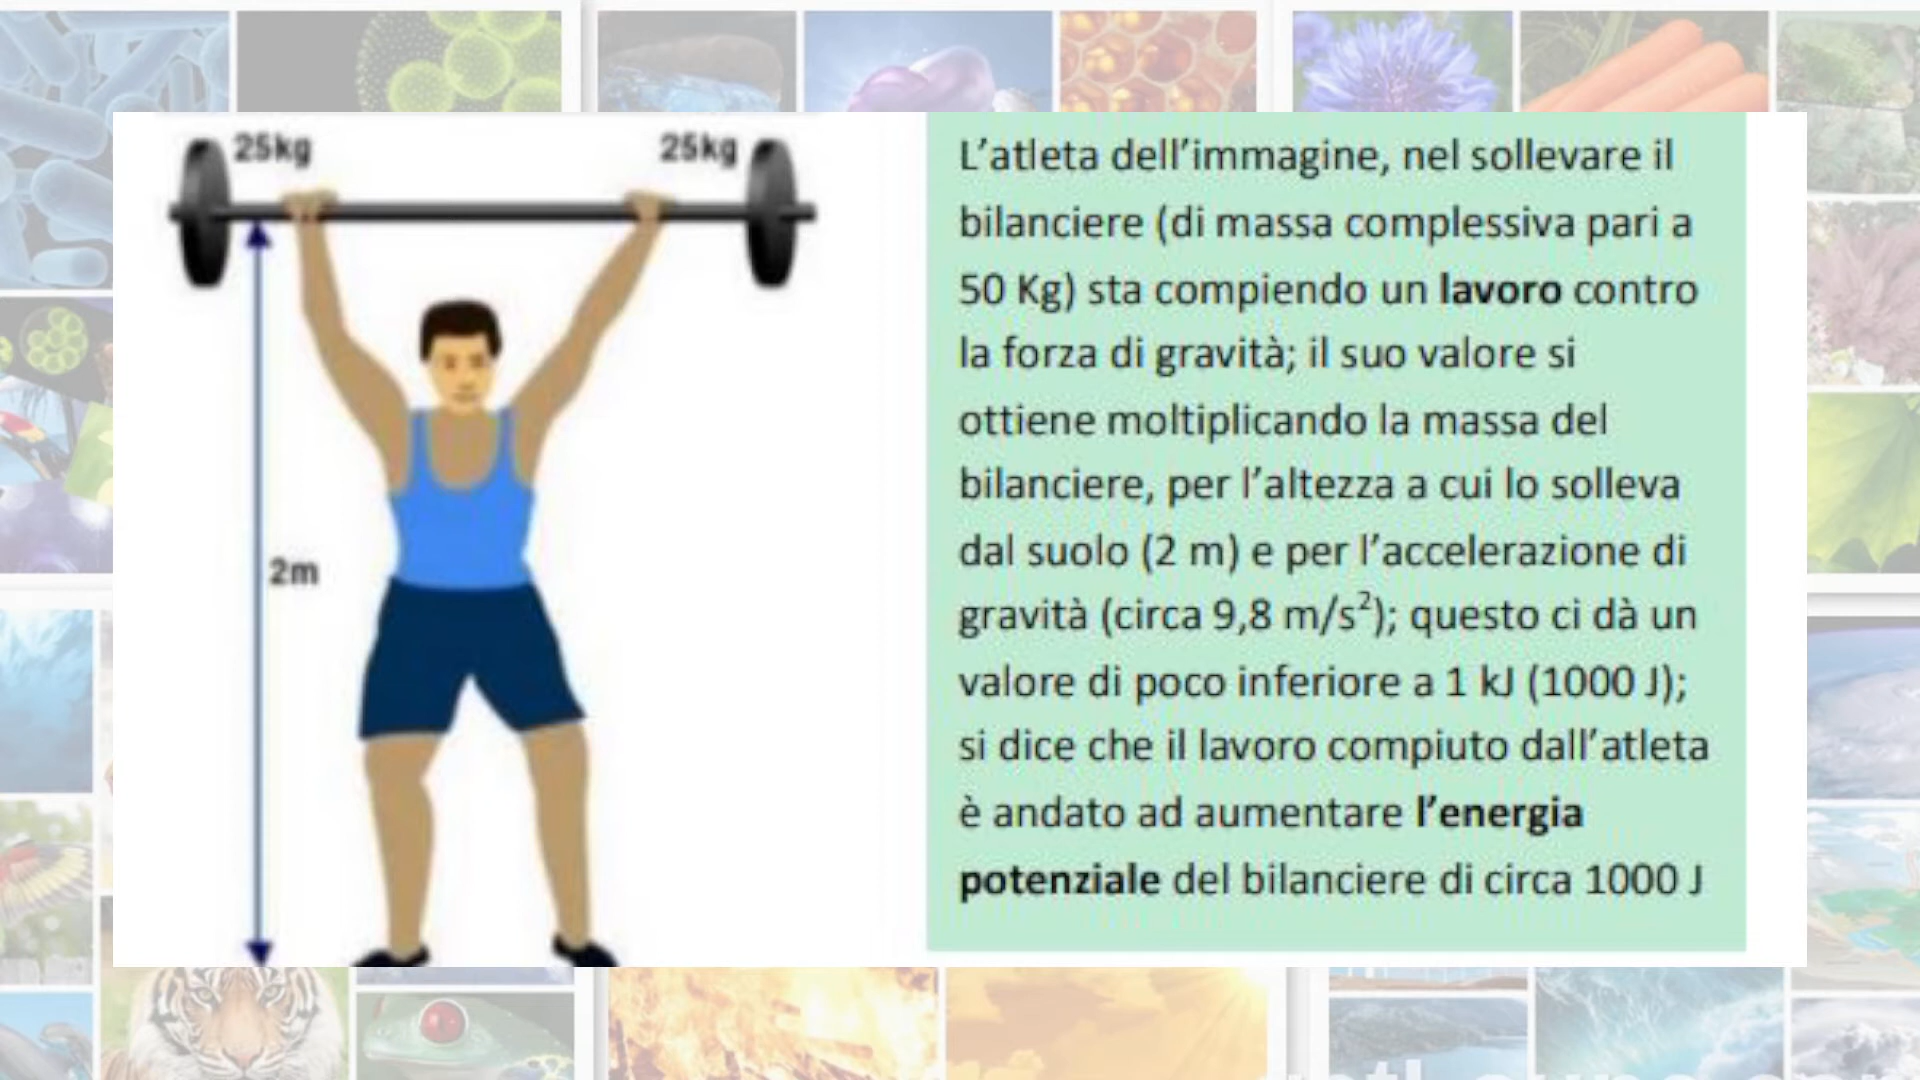 25kg
25kg
2m
L'atleta dell'immagine, nel sollevare il
bilanciere (di massa complessiva pari a
50 Kg) sta compiendo un lavoro contro
la forza di gravità; il suo valore si
ottiene moltiplicando la massa del
bilanciere, per l'altezza a cui lo solleva
dal suolo (2 m) e per l'accelerazione di
gravità (circa 9,8 m/s²); questo ci dà un
valore di poco inferiore a 1 kJ (1000 J);
si dice che il lavoro compiuto dall'atleta
è andato ad aumentare l'energia
potenziale del bilanciere di circa 1000 J